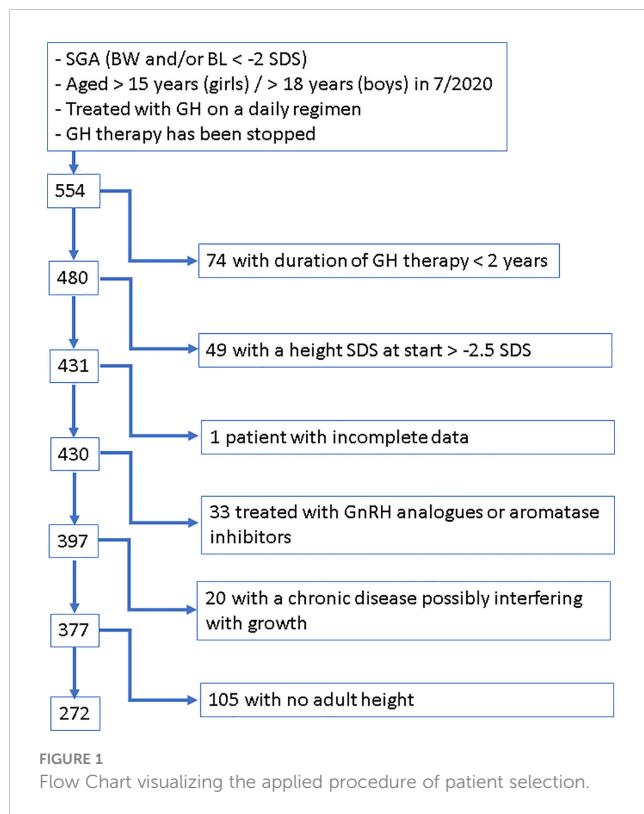 - SGA (BW and/or BL < -2 SDS)
- Aged > 15 years (girls) / > 18 years (boys) in 7/2020
- Treated with GH on a daily regimen
- GH therapy has been stopped
554
74 with duration of GH therapy < 2 years
480
49 with a height SDS at start > -2.5 SDS
431
1 patient with incomplete data
430
33 treated with GnRH analogues or aromatase
inhibitors
397
20 with a chronic disease possibly interfering
with growth
377
105 with no adult height
272
FIGURE 1
Flow Chart visualizing the applied procedure of patient selection.